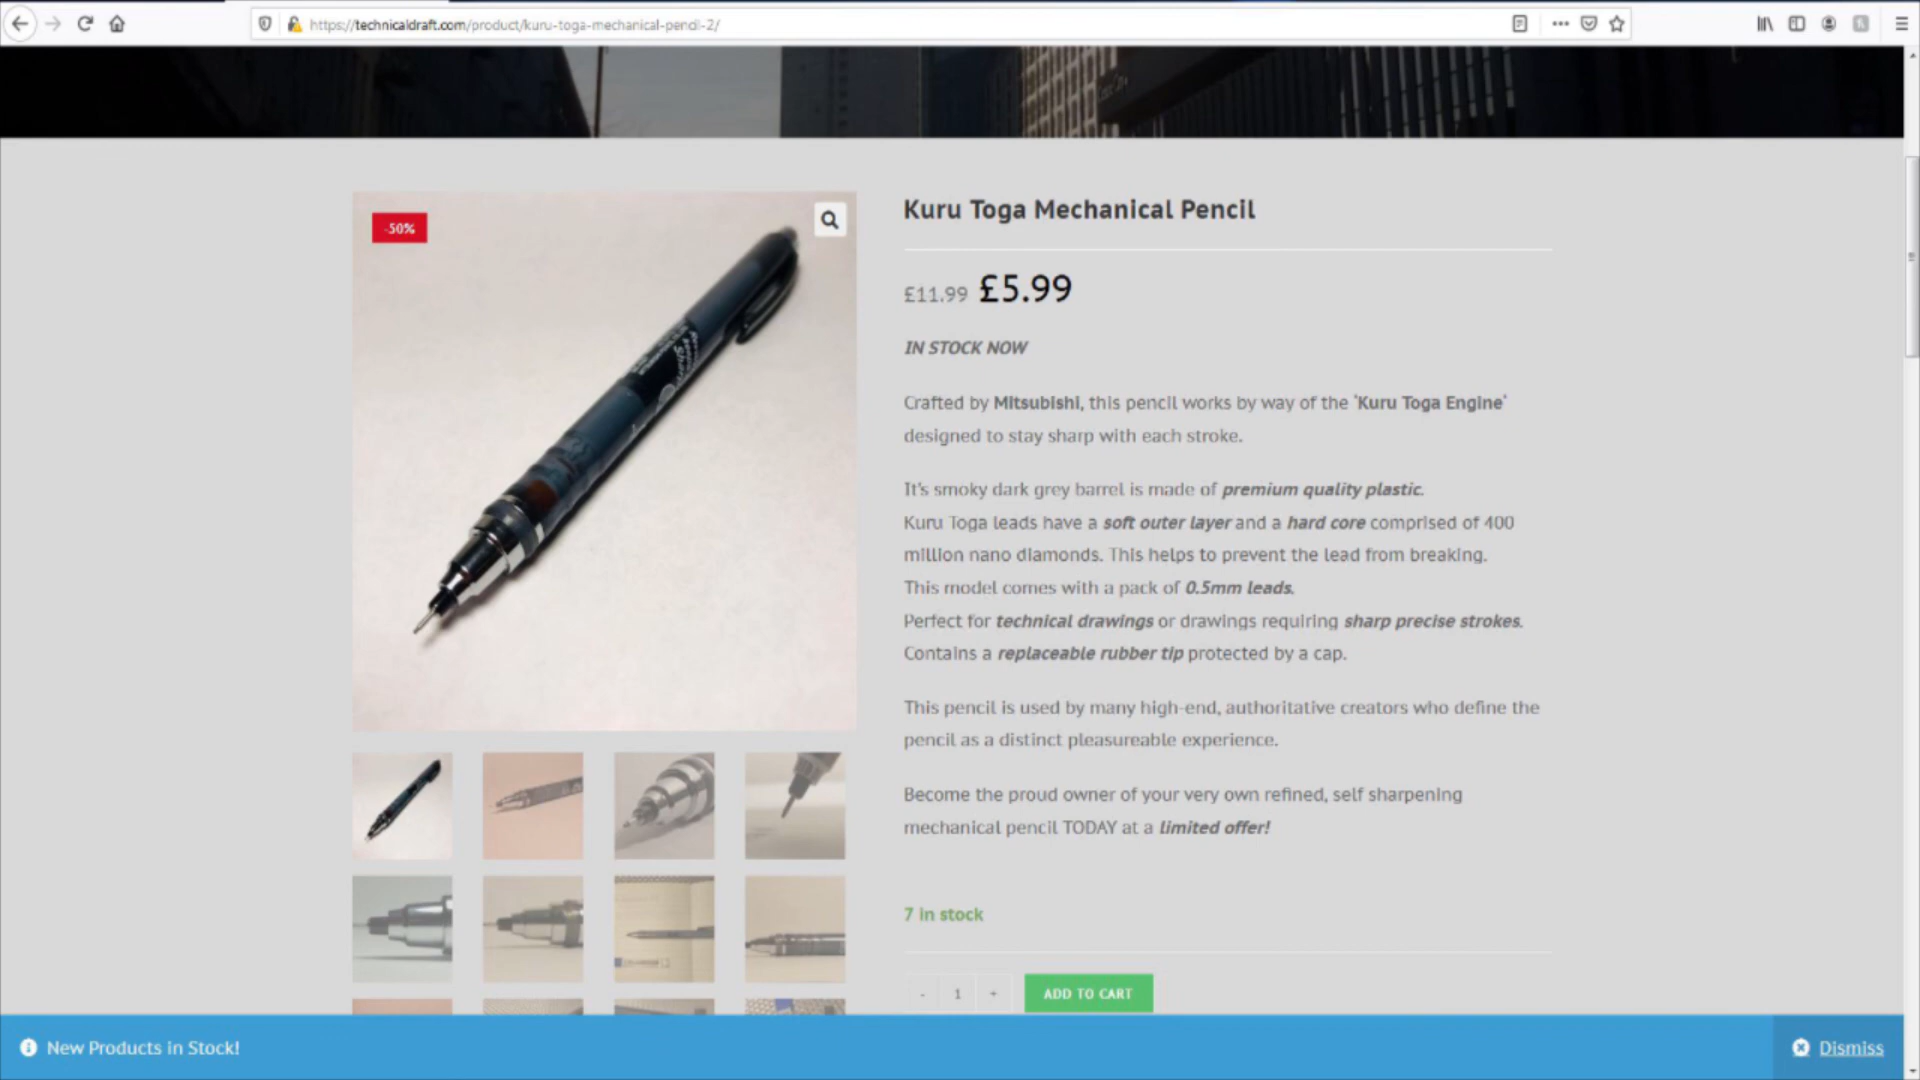 https://technicaldraft.com/product/kuru-toga-mechanical-pencil-2/
-50%
Kuru Toga Mechanical Pencil
£11.99 £5.99
IN STOCK NOW
Crafted by Mitsubishi, this pencil works by way of the 'Kuru Toga Engine'
designed to stay sharp with each stroke.
It's smoky dark grey barrel is made of premium quality plastic.
Kuru Toga leads have a soft outer layer and a hard core comprised of 400
million nano diamonds. This helps to prevent the lead from breaking.
This model comes with a pack of 0.5mm leads.
Perfect for technical drawings or drawings requiring sharp precise strokes.
Contains a replaceable rubber tip protected by a cap.
This pencil is used by many high-end, authoritative creators who define the
pencil as a distinct pleasureable experience.
Become the proud owner of your very own refined, self sharpening
mechanical pencil TODAY at a limited offer!
7 in stock
- 1 + ADD TO CART
New Products in Stock!
Dismiss